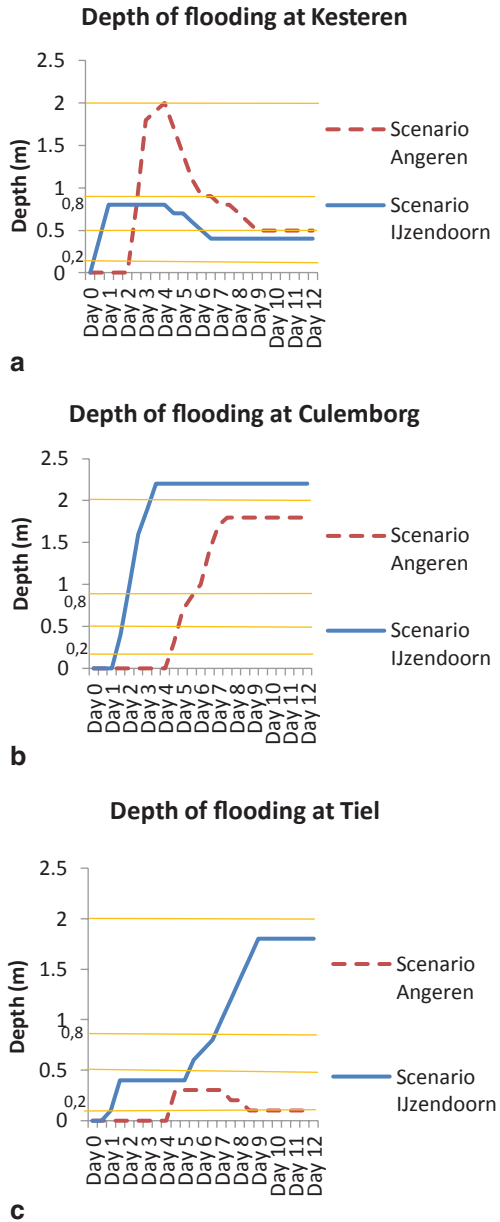 Depth of flooding at Kesteren
2.5
2
1.5
1
0,8
0.5
0,2
0
Depth (m)
Day 0
Day 1
Day 2
Day 3
Day 4
Day 5
Day 6
Day 7
Day 8
Day 9
Day 10
Day 11
Day 12
Scenario
Angeren
Scenario
IJzendoorn
a
Depth of flooding at Culemborg
2.5
2
1.5
1
0,8
0.5
0,2
0
Depth (m)
Day 0
Day 1
Day 2
Day 3
Day 4
Day 5
Day 6
Day 7
Day 8
Day 9
Day 10
Day 11
Day 12
Scenario
Angeren
Scenario
IJzendoorn
b
Depth of flooding at Tiel
2.5
2
1.5
1
0,8
0.5
0,2
0
Depth (m)
Day 0
Day 1
Day 2
Day 3
Day 4
Day 5
Day 6
Day 7
Day 8
Day 9
Day 10
Day 11
Day 12
Scenario
Angeren
Scenario
IJzendoorn
c